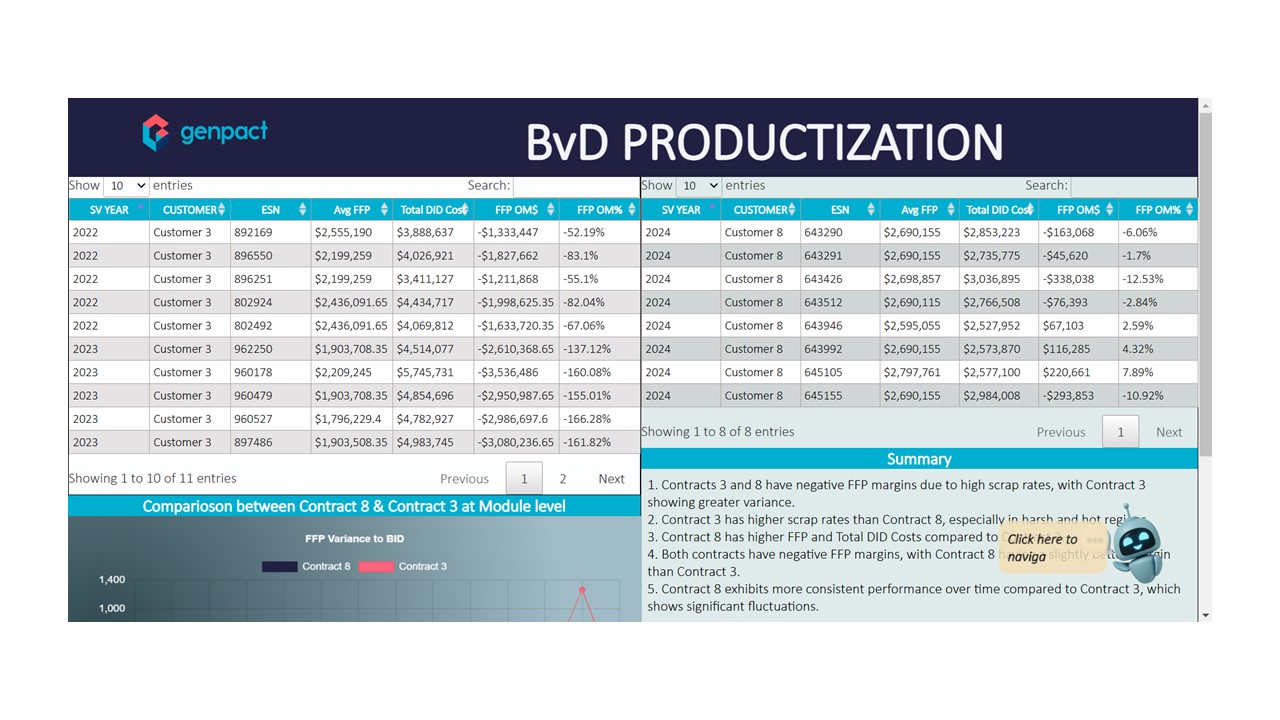 genpact
BvD PRODUCTIZATION
Show 10 entries
Search:
SV YEAR CUSTOMER ESN Avg FFP Total DID Cost FFP OM$ FFP OM%
2022 Customer 3 892169 $2,555,190 $3,888,637 -$1,333,447 -52.19%
2022 Customer 3 896550 $2,199,259 $4,026,921 -$1,827,662 -83.1%
2022 Customer 3 896251 $2,199,259 $3,411,127 -$1,211,868 -55.1%
2022 Customer 3 802924 $2,436,091.65 $4,434,717 -$1,998,625.35 -82.04%
2022 Customer 3 802492 $2,436,091.65 $4,069,812 -$1,633,720.35 -67.06%
2023 Customer 3 962250 $1,903,708.35 $4,514,077 -$2,610,368.65 -137.12%
2023 Customer 3 960178 $2,209,245 $5,745,731 -$3,536,486 -160.08%
2023 Customer 3 960479 $1,903,708.35 $4,854,696 -$2,950,987.65 -155.01%
2023 Customer 3 960527 $1,796,229.4 $4,782,927 -$2,986,697.6 -166.28%
2023 Customer 3 897486 $1,903,508.35 $4,983,745 -$3,080,236.65 -161.82%
Showing 1 to 10 of 11 entries
Previous 1 2 Next
Comparioson between Contract 8 & Contract 3 at Module level
FFP Variance to BID
Contract 8 Contract 3
1,400
1,000
Show 10 entries
Search:
SV YEAR CUSTOMER ESN Avg FFP Total DID Cost FFP OM$ FFP OM%
2024 Customer 8 643290 $2,690,155 $2,853,223 -$163,068 -6.06%
2024 Customer 8 643291 $2,690,155 $2,735,775 -$45,620 -1.7%
2024 Customer 8 643426 $2,698,857 $3,036,895 -$338,038 -12.53%
2024 Customer 8 643512 $2,690,115 $2,766,508 -$76,393 -2.84%
2024 Customer 8 643946 $2,595,055 $2,527,952 $67,103 2.59%
2024 Customer 8 643992 $2,690,155 $2,573,870 $116,285 4.32%
2024 Customer 8 645105 $2,797,761 $2,577,100 $220,661 7.89%
2024 Customer 8 645155 $2,690,155 $2,984,008 -$293,853 -10.92%
Showing 1 to 8 of 8 entries
Previous 1 Next
Summary
1. Contracts 3 and 8 have negative FFP margins due to high scrap rates, with Contract 3
showing greater variance.
2. Contract 3 has higher scrap rates than Contract 8, especially in harsh and hot
3. Contract 8 has higher FFP and Total DID Costs compared to
4. Both contracts have negative FFP margins, with Contract 8 slightly
than Contract 3.
5. Contract 8 exhibits more consistent performance over time compared to Contract 3, which
shows significant fluctuations.
Click here to
naviga